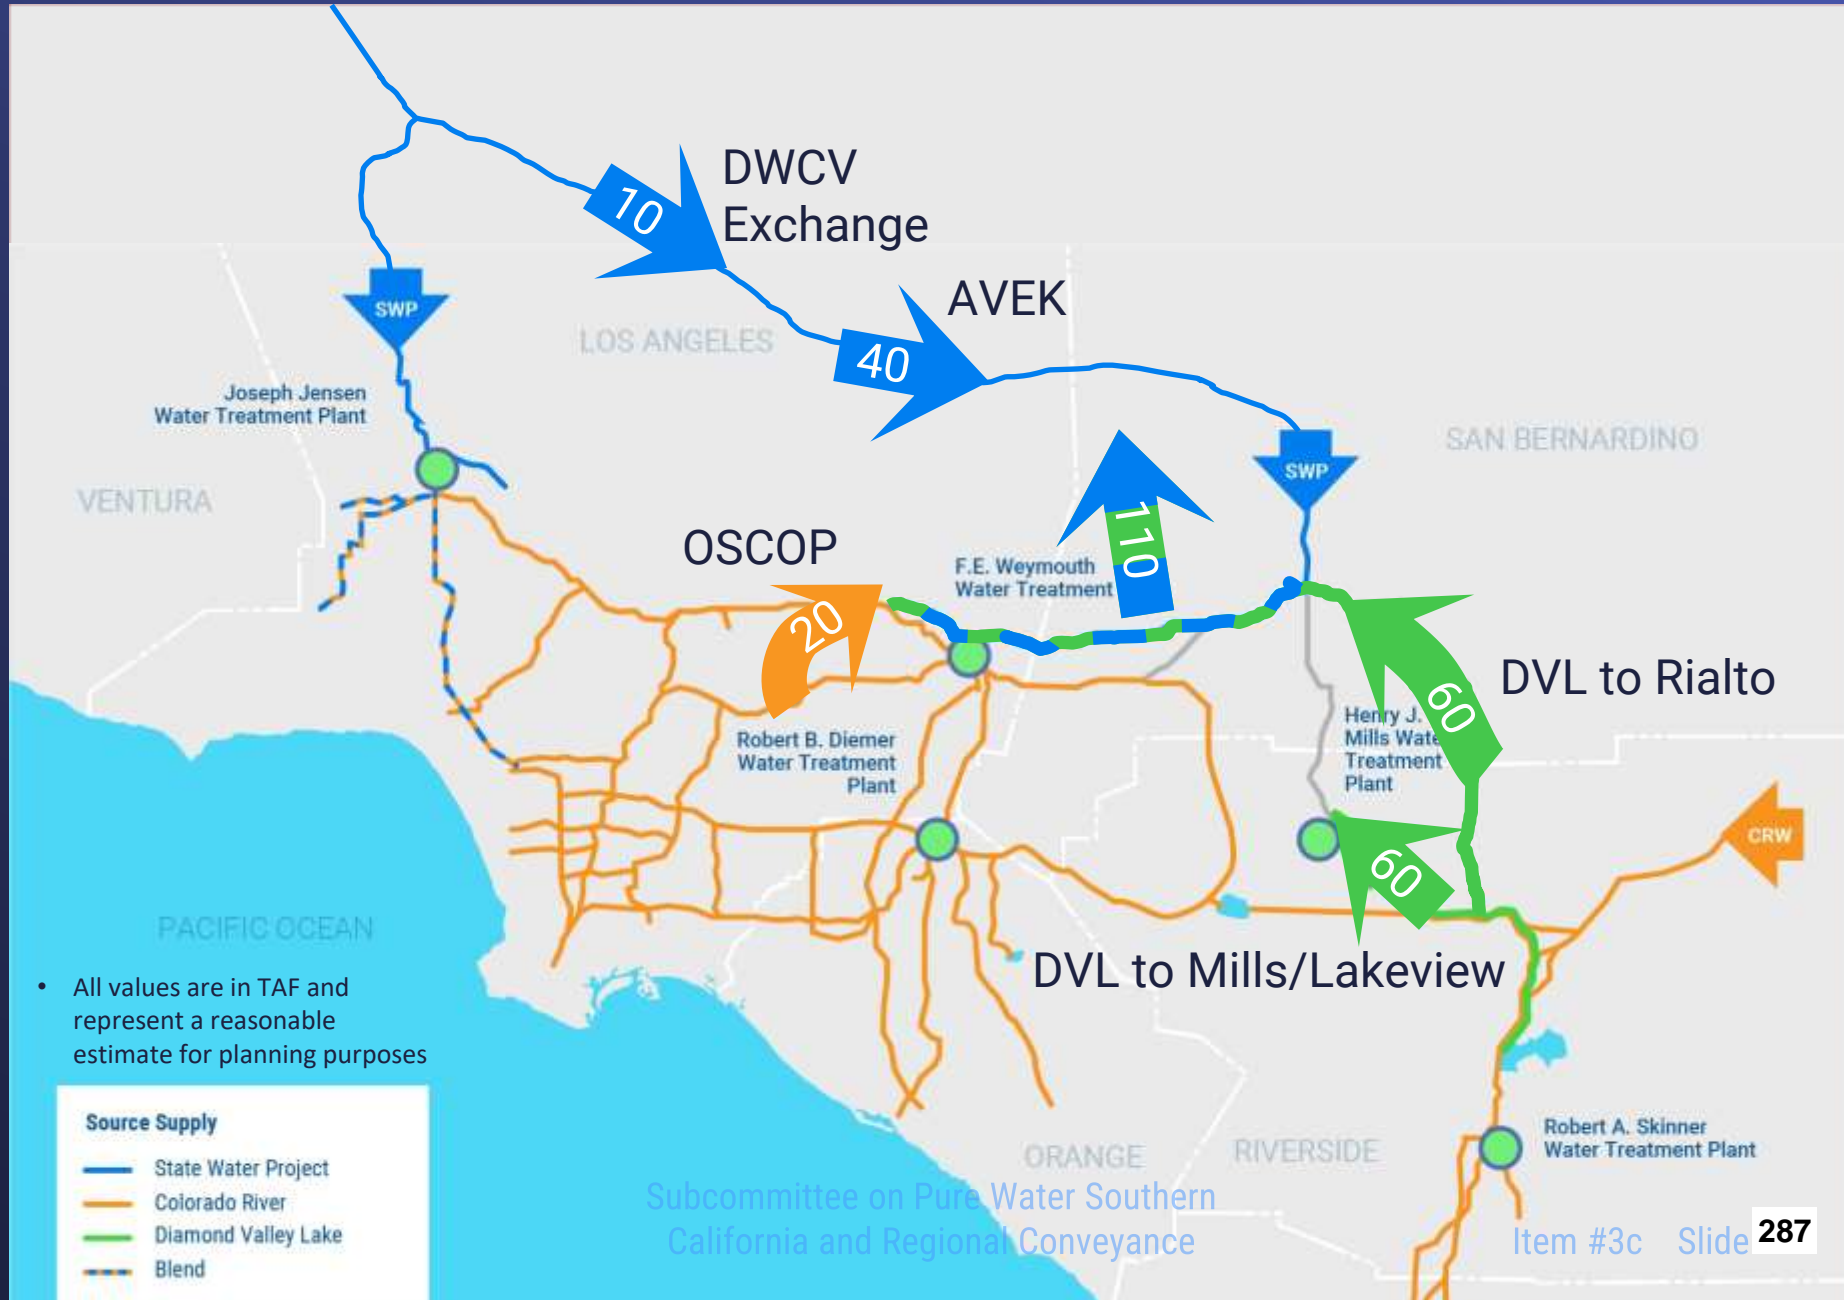 DWCV
Exchange
10
AVEK
40
SWP
LOS ANGELES
Joseph Jensen
Water Treatment Plant
SAN BERNARDINO
SWP
VENTURA
110
OSCOP
F.E. Weymouth
Water Treatment
20
DVL to Rialto
60
Henry J.
Mills Wate
Treatment
Plant
Robert B. Diemer
Water Treatment
Plant
CRW
60
PACIFIC OCEAN
DVL to Mills/Lakeview
• All values are in TAF and
represent a reasonable
estimate for planning purposes
Source Supply
State Water Project
Colorado River
Diamond Valley Lake
Blend
Robert A. Skinner
Water Treatment Plant
ORANGE
RIVERSIDE
Subcommittee on Pure Water Southern
California and Regional Conveyance
Item #3c Slide 287